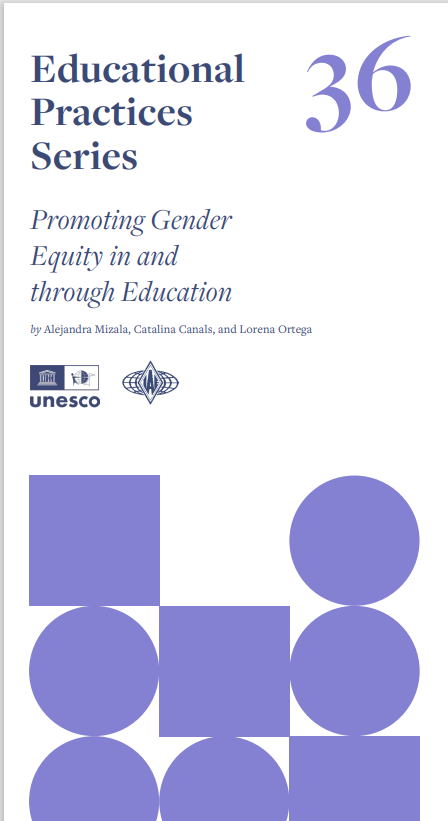 Educational
Practices
Series
36
Promoting Gender
Equity in and
through Education
by Alejandra Mizala, Catalina Canals, and Lorena Ortega
unesco
IAE